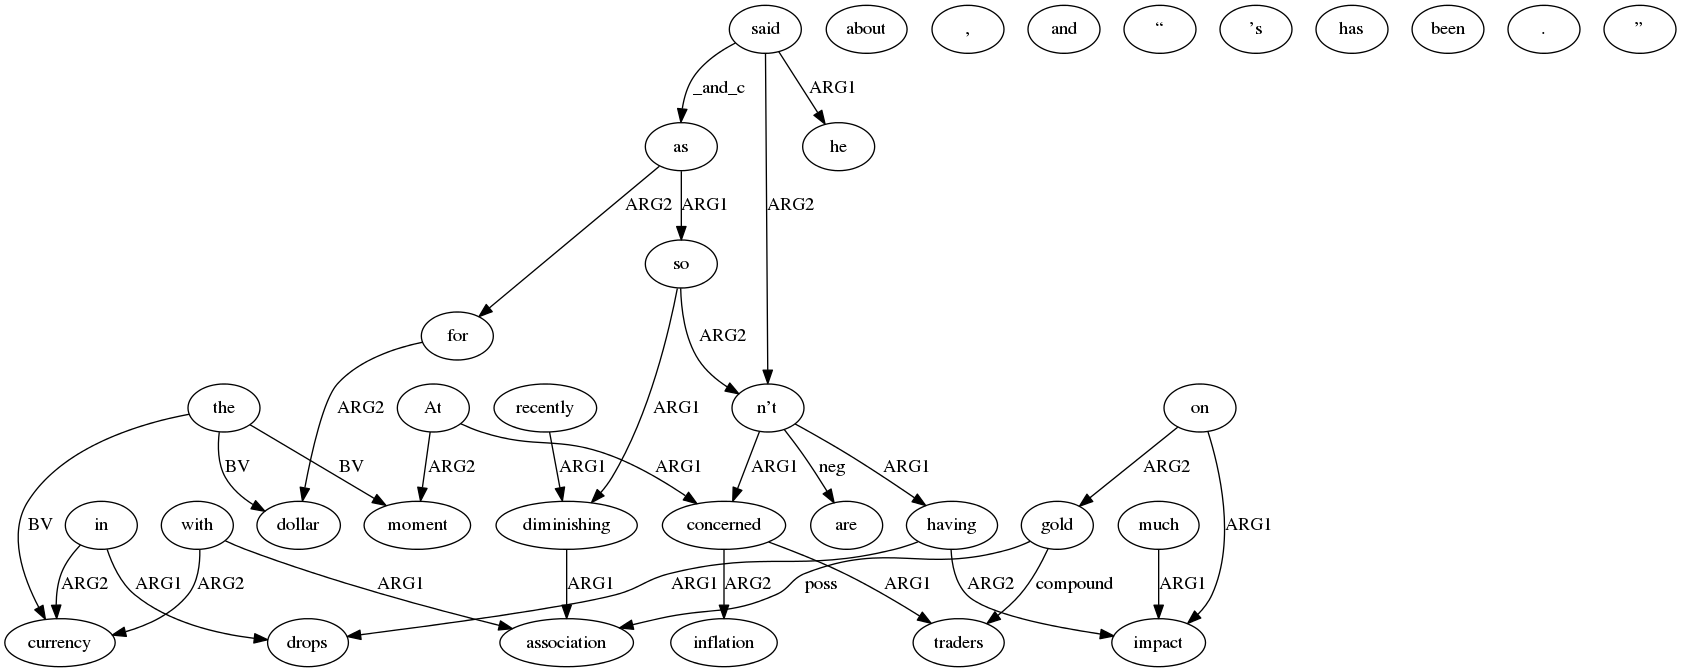 said about , and “ ’s has been . ”
_and_c ARG1
as he
ARG2 ARG1 ARG2
so
for ARG2
the At recently ARG2 ARG1 n’t on
BV BV ARG2 ARG1 ARG1 ARG1 neg ARG1 ARG2
in with dollar moment diminishing concerned are having gold much ARG1
BV
ARG2 ARG1 ARG2 ARG1 ARG1 poss ARG1 ARG2 ARG1 ARG2 compound ARG1
currency drops association inflation traders impact